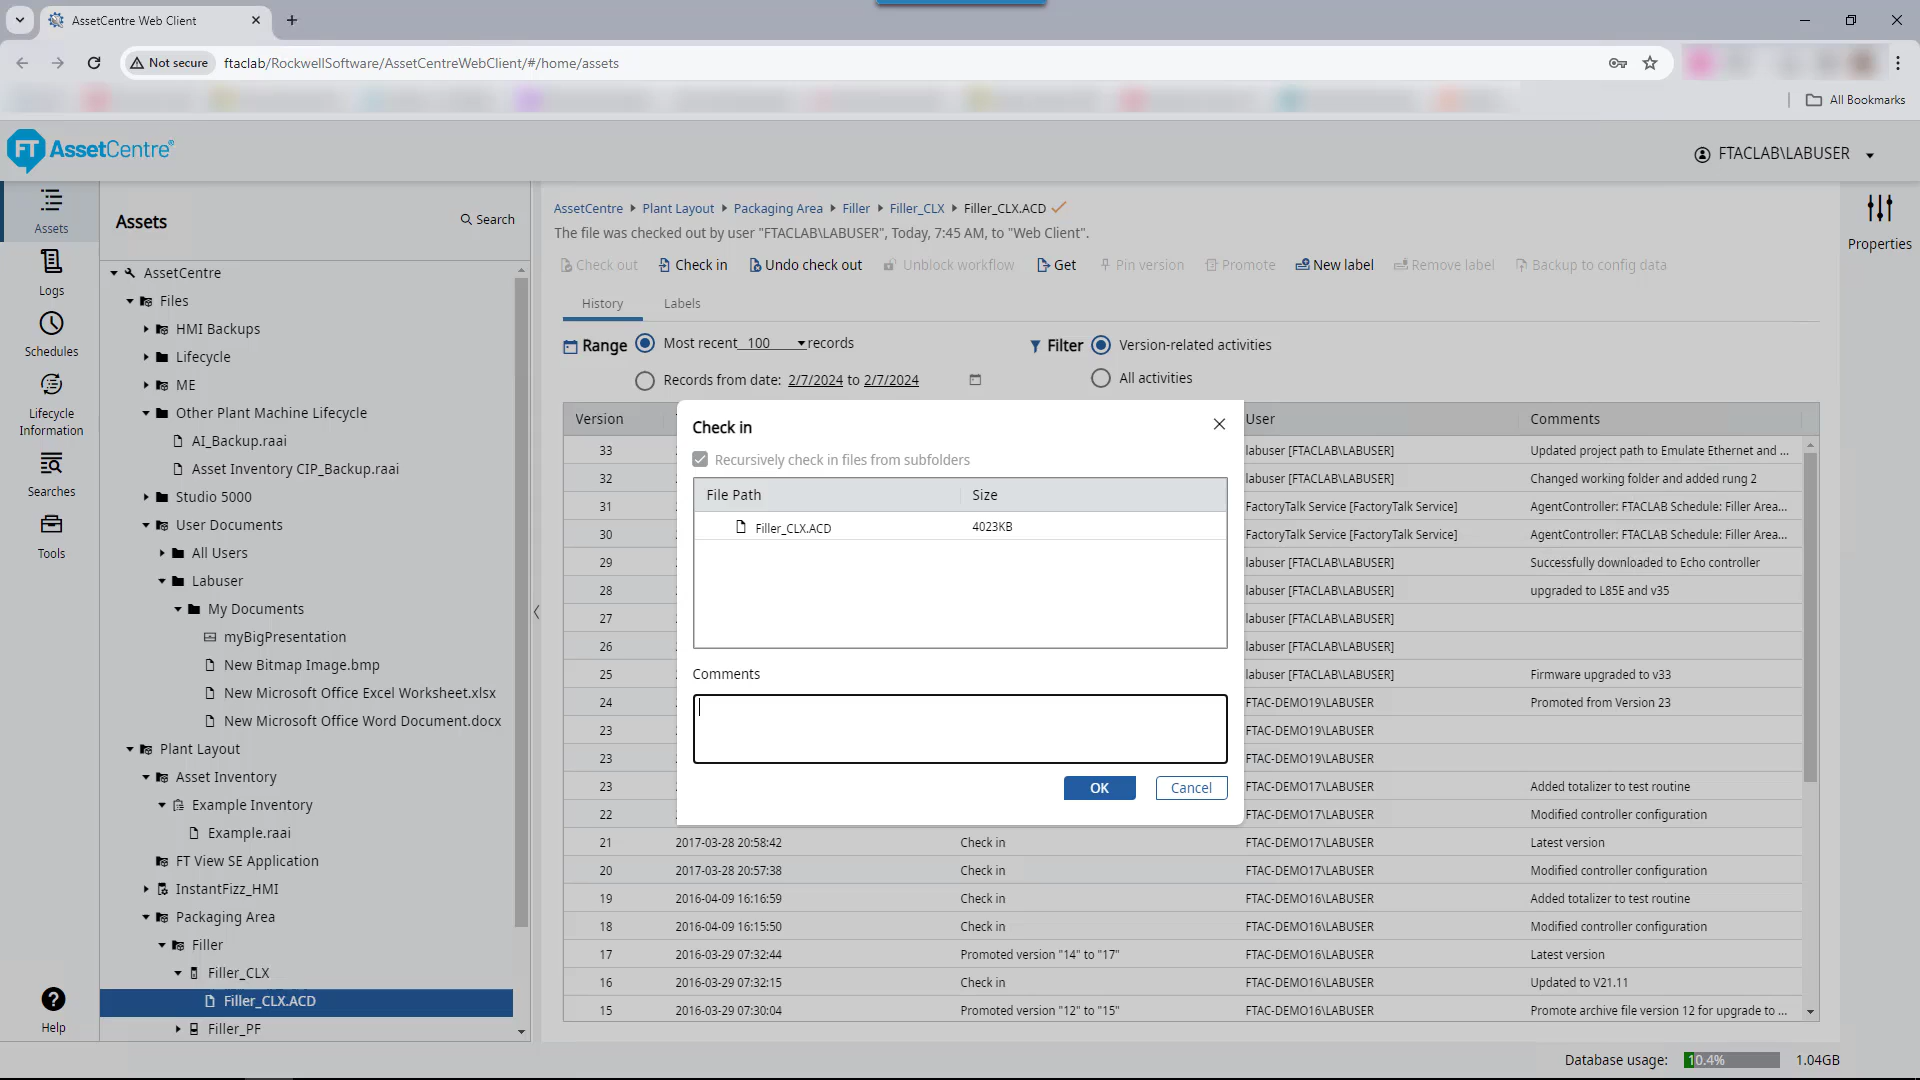 AssetCentre Web Client
Not secure
ftaclab/RockwellSoftware/AssetCentreWebClient/#/home/assets
All Bookmarks
FT AssetCentre®
FTACLAB\LABUSER
Assets
Logs
Schedules
Lifecycle
Information
Searches
Tools
Help
Assets
Search
AssetCentre
Files
HMI Backups
Lifecycle
ME
Other Plant Machine Lifecycle
AI_Backup.raai
Asset Inventory CIP_Backup.raai
Studio 5000
User Documents
All Users
Labuser
My Documents
myBigPresentation
New Bitmap Image.bmp
New Microsoft Office Excel Worksheet.xlsx
New Microsoft Office Word Document.docx
Plant Layout
Asset Inventory
Example Inventory
Example.raai
FT View SE Application
InstantFizz_HMI
Packaging Area
Filler
Filler_CLX
Filler_CLX.ACD
Filler_PF
AssetCentre Plant Layout Packaging Area Filler Filler_CLX Filler_CLX.ACD
The file was checked out by user "FTACLAB\LABUSER", Today, 7:45 AM, to "Web Client".
Check out Check in Undo check out Unblock workflow Get Pin version Promote New label Remove label Backup to config data
Properties
History Labels
Range Most recent 100 records
Records from date: 2/7/2024 to 2/7/2024
Filter Version-related activities
All activities
Version User Comments
33 labuser [FTACLAB\LABUSER] Updated project path to Emulate Ethernet and ...
32 labuser [FTACLAB\LABUSER] Changed working folder and added rung 2
31 FactoryTalk Service [FactoryTalk Service] AgentController: FTACLAB Schedule: Filler Area...
30 FactoryTalk Service [FactoryTalk Service] AgentController: FTACLAB Schedule: Filler Area...
29 labuser [FTACLAB\LABUSER] Successfully downloaded to Echo controller
28 labuser [FTACLAB\LABUSER] upgraded to L85E and v35
27 labuser [FTACLAB\LABUSER]
26 labuser [FTACLAB\LABUSER]
25 labuser [FTACLAB\LABUSER] Firmware upgraded to v33
24 FTAC-DEMO19\LABUSER Promoted from Version 23
23 FTAC-DEMO19\LABUSER
23 FTAC-DEMO19\LABUSER
23 FTAC-DEMO17\LABUSER Added totalizer to test routine
22 FTAC-DEMO17\LABUSER Modified controller configuration
21 2017-03-28 20:58:42 Check in FTAC-DEMO17\LABUSER Latest version
20 2017-03-28 20:57:38 Check in FTAC-DEMO17\LABUSER Modified controller configuration
19 2016-04-09 16:16:59 Check in FTAC-DEMO16\LABUSER Added totalizer to test routine
18 2016-04-09 16:15:50 Check in FTAC-DEMO16\LABUSER Modified controller configuration
17 2016-03-29 07:32:44 Promoted version "14" to "17" FTAC-DEMO16\LABUSER Latest version
16 2016-03-29 07:32:15 Check in FTAC-DEMO16\LABUSER Updated to V21.11
15 2016-03-29 07:30:04 Promoted version "12" to "15" FTAC-DEMO16\LABUSER Promote archive file version 12 for upgrade to ...
Check in
Recursively check in files from subfolders
File Path Size
Filler_CLX.ACD 4023KB
Comments
OK Cancel
Database usage: 10.4% 1.04GB